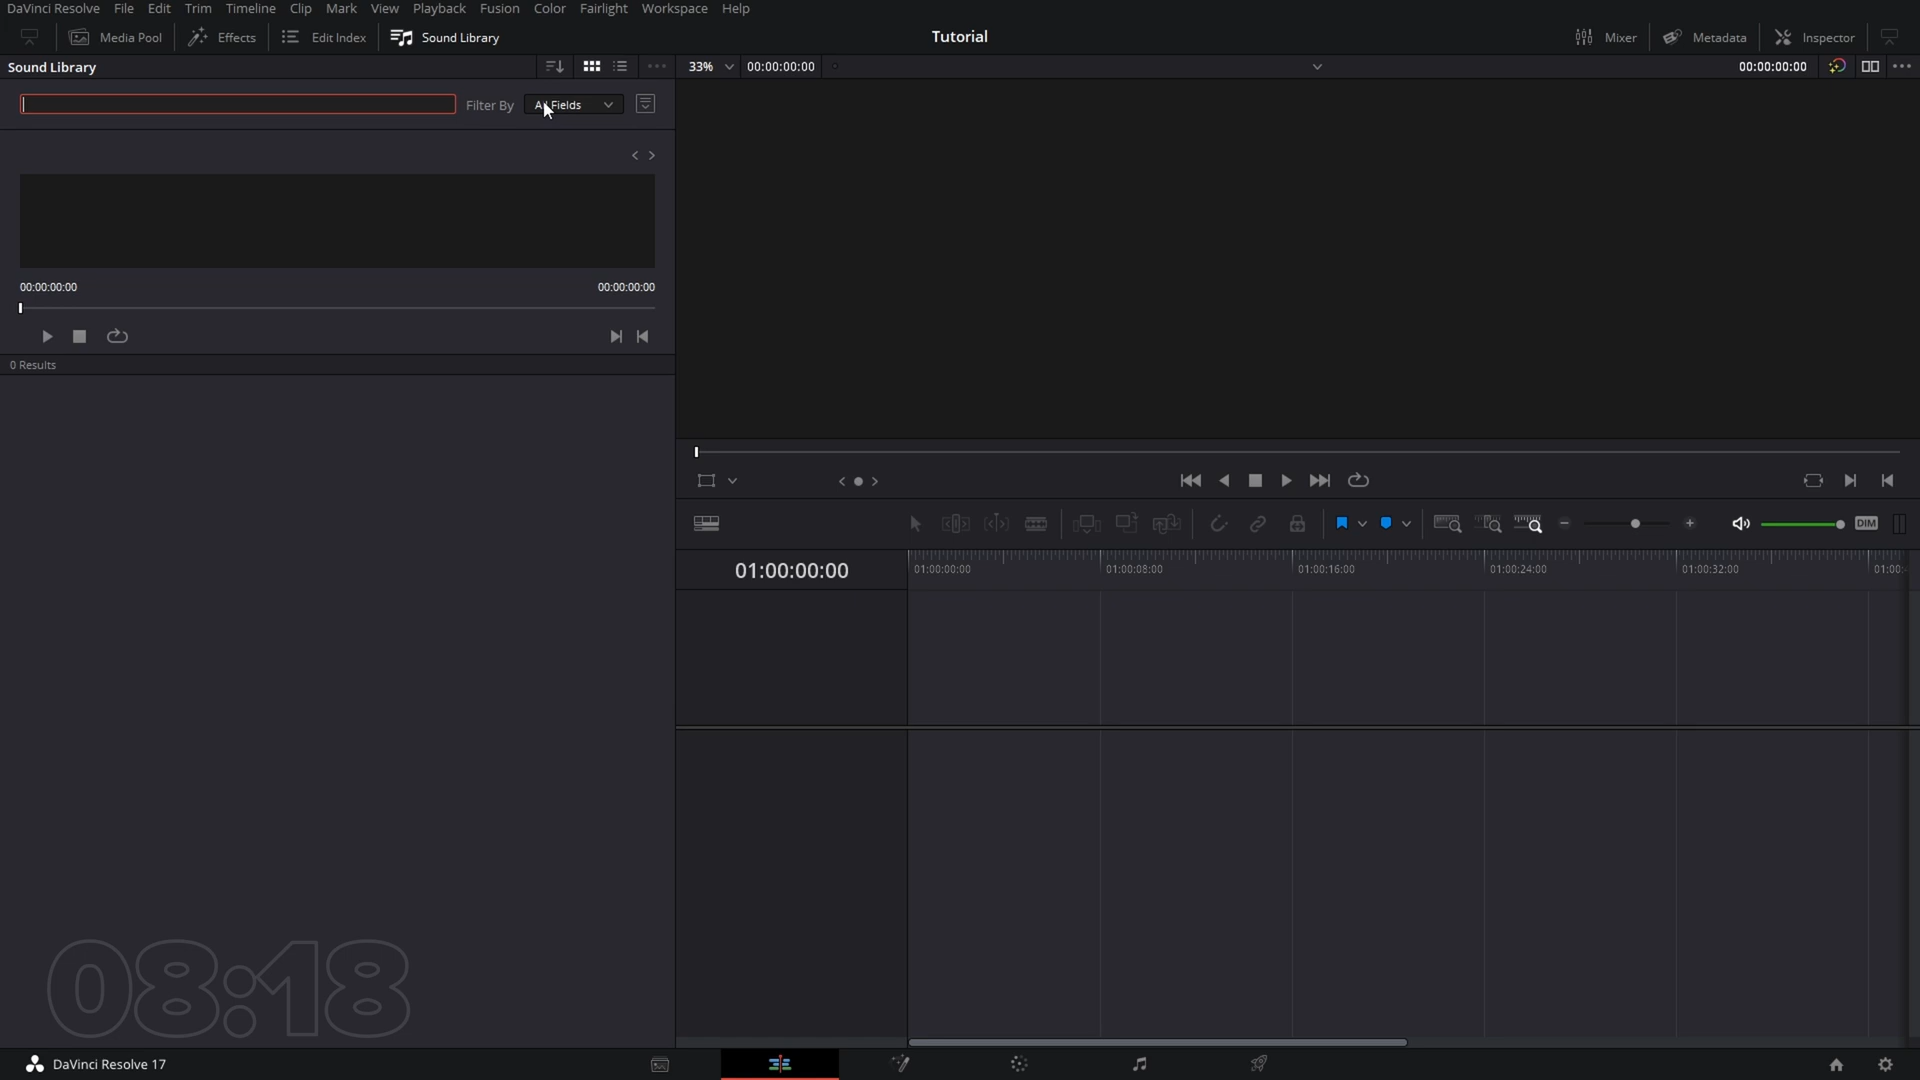 DaVinci Resolve File Edit Trim Timeline Clip Mark View Playback Fusion Color Fairlight Workspace Help
Media Pool Effects Edit Index Sound Library Tutorial Mixer Metadata Inspector
Sound Library 33% 00:00:00:00 00:00:00:00
Filter By All Fields
00:00:00:00 00:00:00:00
0 Results
DIM
01:00:00:00 01:00:00:00 01:00:08:00 01:00:16:00 01:00:24:00 01:00:32:00 01:00:
08:18
DaVinci Resolve 17